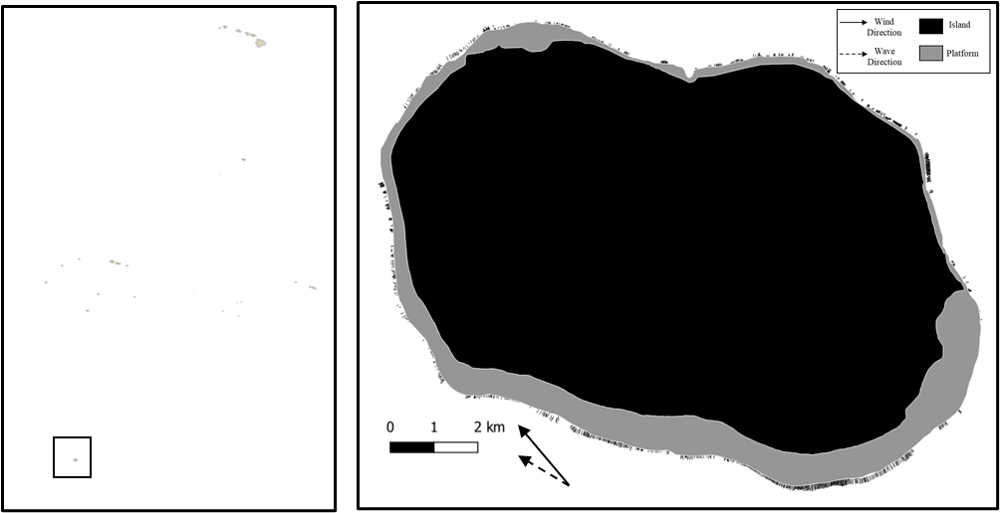 Wind
Direction
Island
Wave
Direction
Platform
0 1 2 km